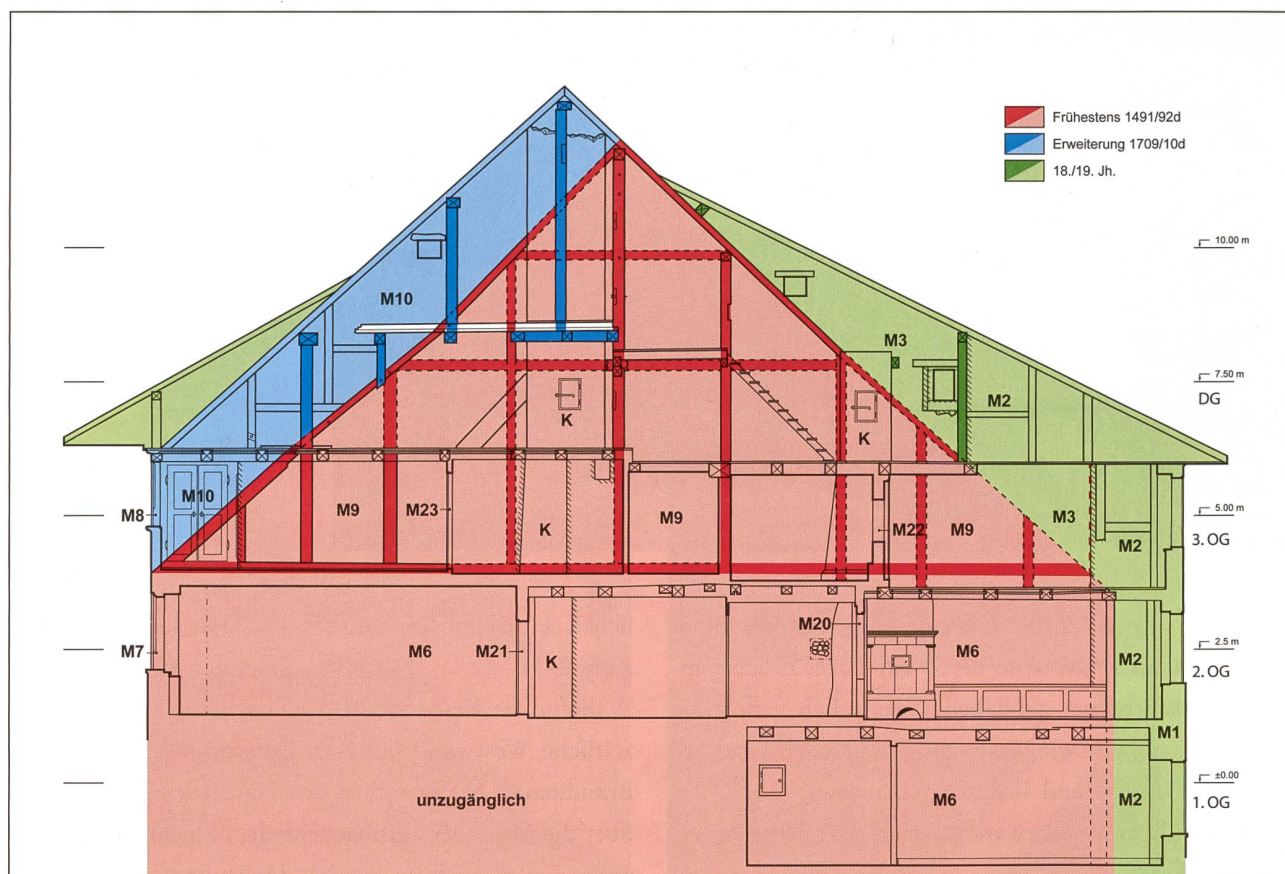 Frühestens 1491/92d
Erweiterung 1709/10d
18./19. Jh.
10.00 m
M10
M3
7.50 m
DG
M2
K
K
M10
M8
M9
M23
K
M9
M22
M9
M3
M2
5.00 m
3. OG
M7
M6
M21
K
M20
M6
M2
2.5 m
2. OG
M1
unzugänglich
M6
M2
±0.00
1. OG